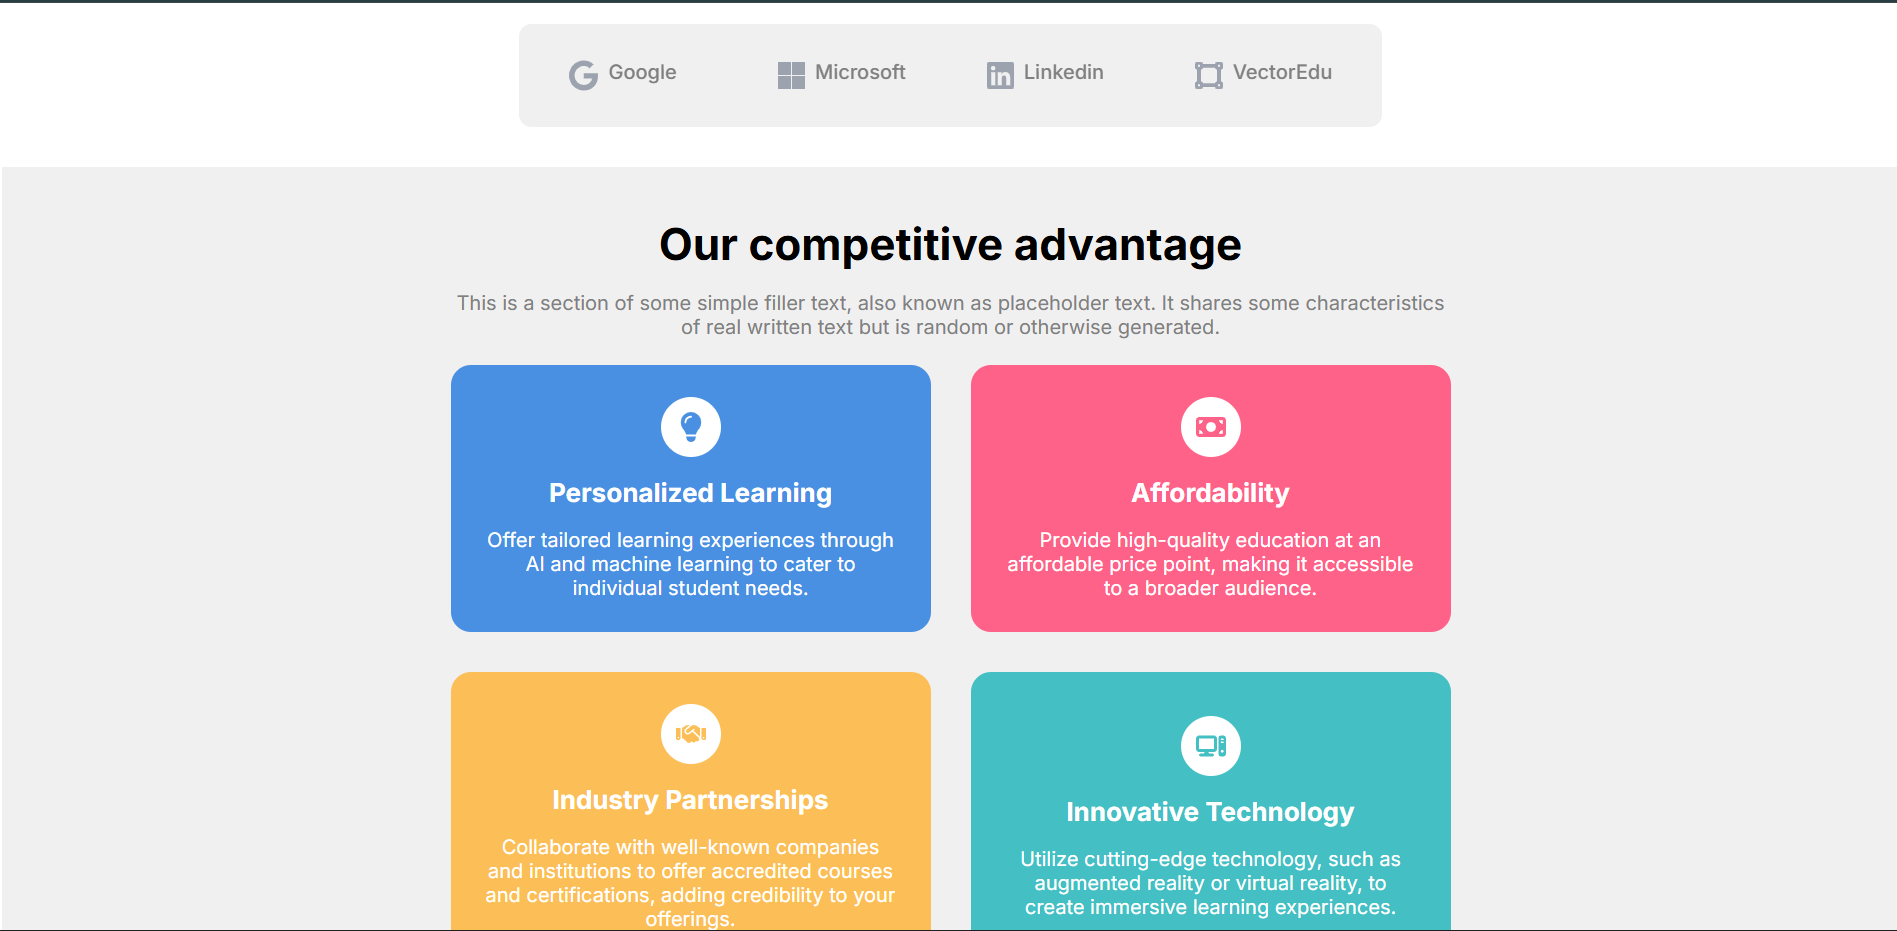 Google
Microsoft
Linkedin
VectorEdu
Our competitive advantage
This is a section of some simple filler text, also known as placeholder text. It shares some characteristics
of real written text but is random or otherwise generated.
Personalized Learning
Offer tailored learning experiences through
AI and machine learning to cater to
individual student needs.
Affordability
Provide high-quality education at an
affordable price point, making it accessible
to a broader audience.
Industry Partnerships
Collaborate with well-known companies
and institutions to offer accredited courses
and certifications, adding credibility to your
offerings.
Innovative Technology
Utilize cutting-edge technology, such as
augmented reality or virtual reality, to
create immersive learning experiences.